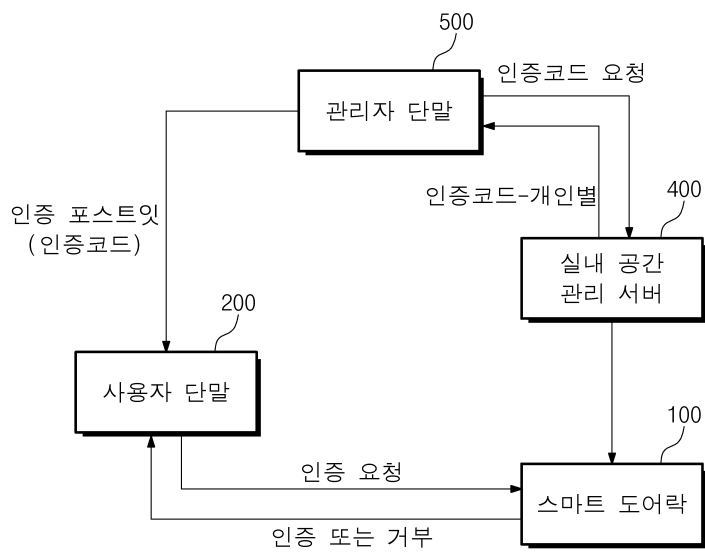 500
인증코드 요청
관리자 단말
인증코드-개인별
400
인증 포스트잇
(인증코드)
실내 공간
관리 서버
200
사용자 단말
100
인증 요청
스마트 도어락
인증 또는 거부